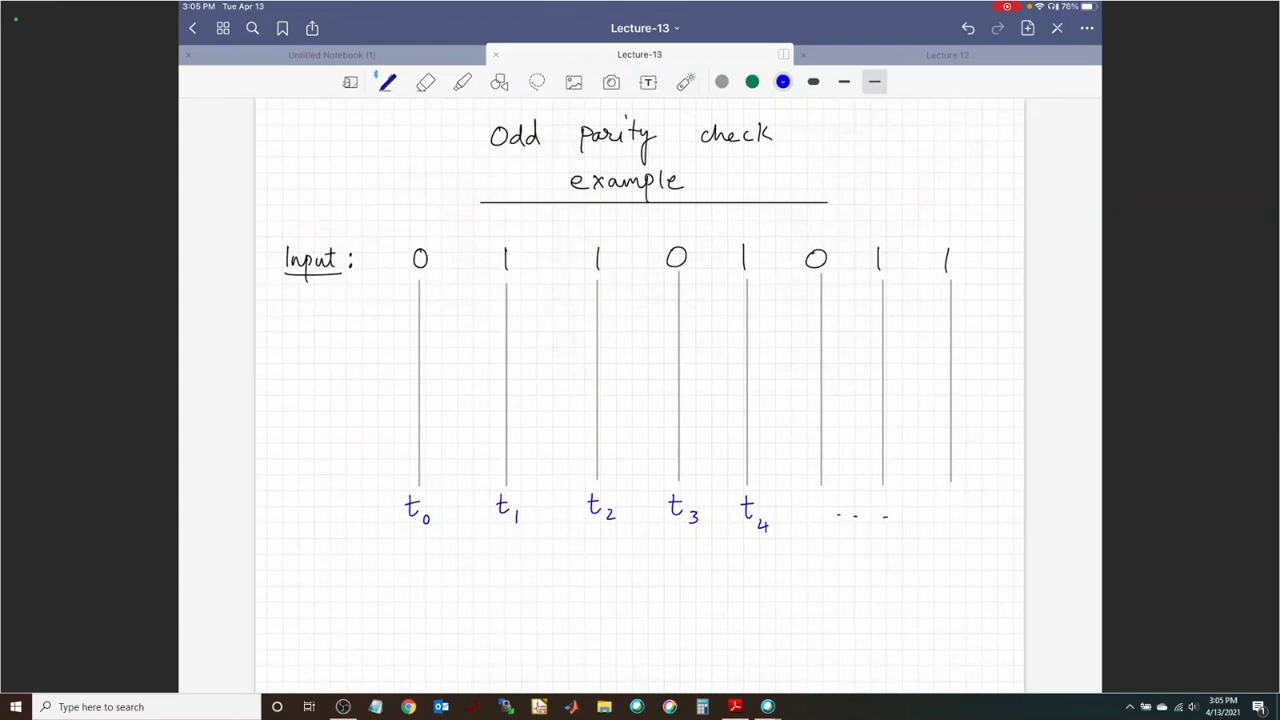 3:05 PM Tue Apr 13
76%
Lecture-13
Untitled Notebook (1)
Lecture-13
Lecture 12
Odd parity check
example
Input: 0 1 1 0 1 0 1 1
t0 t1 t2 t3 t4 ...
Type here to search
3:05 PM
4/13/2021